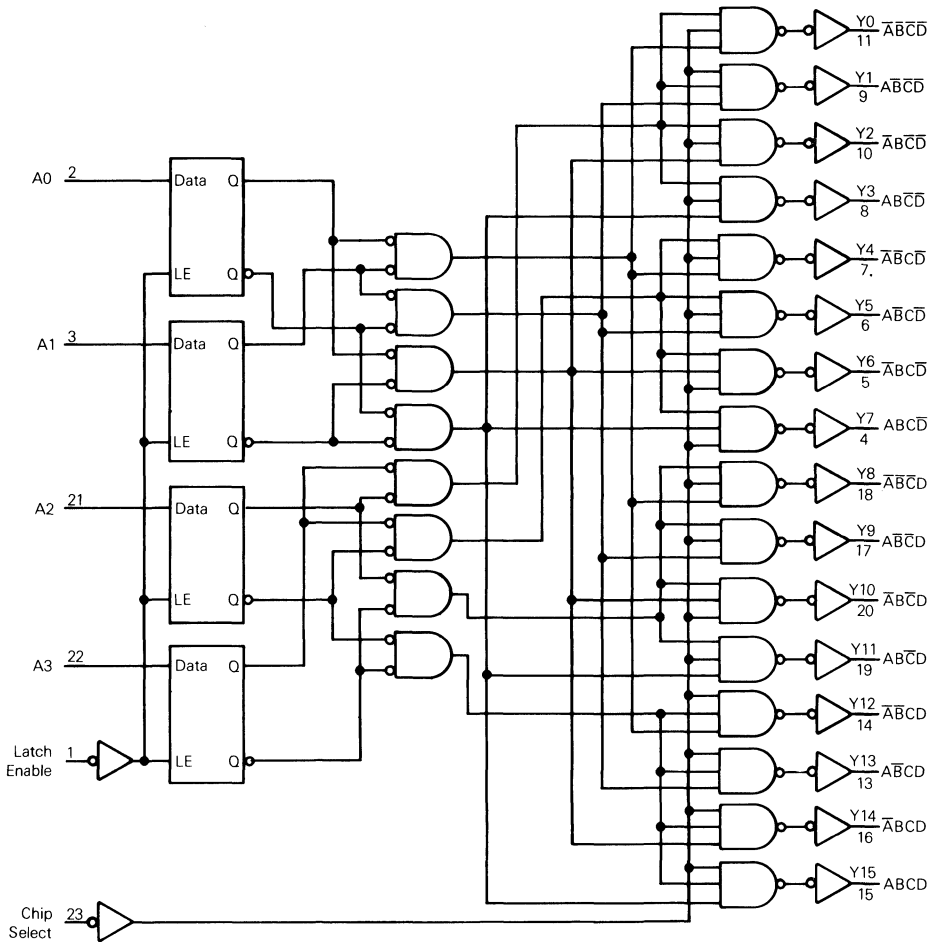 Y0 A̅B̅C̅D̅
11
Y1 AB̅C̅D̅
9
Y2 A̅BC̅D̅
10
Y3 ABC̅D̅
8
Y4 A̅B̅CD̅
7.
Y5 AB̅CD̅
6
Y6 A̅BCD̅
5
Y7 ABCD̅
4
Y8 A̅B̅C̅D
18
Y9 AB̅C̅D
17
Y10 A̅BC̅D
20
Y11 ABC̅D
19
Y12 A̅B̅CD
14
Y13 AB̅CD
13
Y14 A̅BCD
16
Y15 ABCD
15
A0 2
Data Q
LE Q
A1 3
Data Q
LE Q
A2 21
Data Q
LE Q
A3 22
Data Q
LE Q
Latch
Enable
1
Chip
Select
23